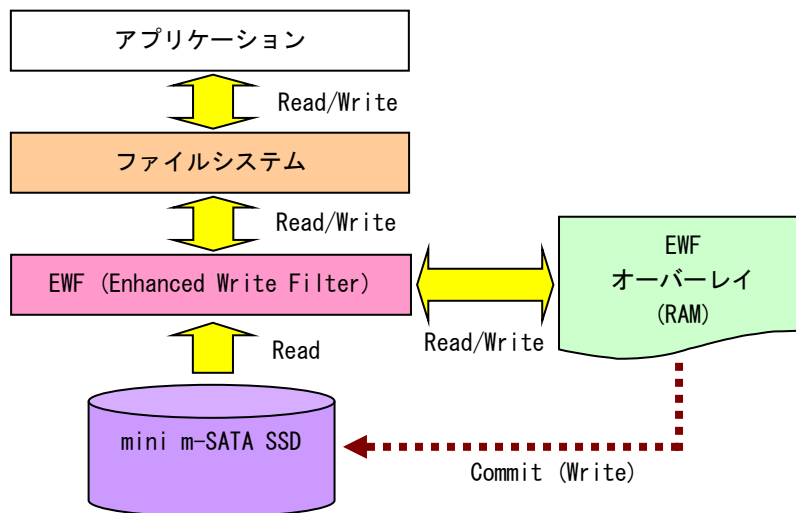 アプリケーション
Read/Write
ファイルシステム
Read/Write
EWF (Enhanced Write Filter)
EWF
オーバーレイ
(RAM)
Read/Write
Read
mini m-SATA SSD
Commit (Write)